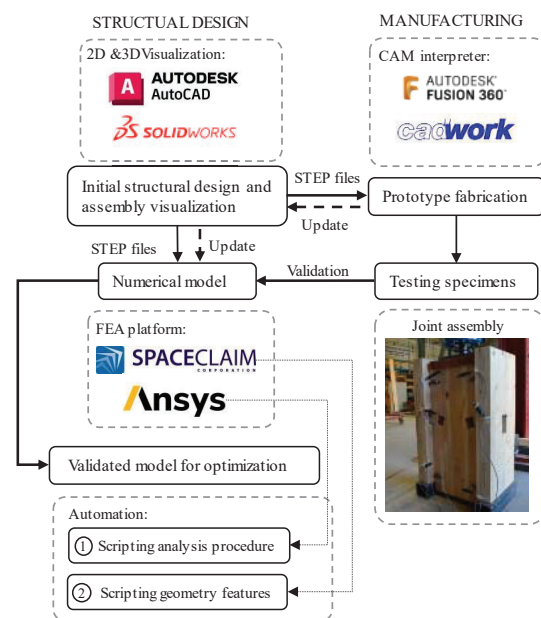 STRUCTUAL DESIGN
MANUFACTURING
2D &3DVisualization:
A AUTODESK
AutoCAD
SOLIDWORKS
CAM interpreter:
F AUTODESK®
FUSION 360™
cadwork
STEP files
Initial structural design and
assembly visualization
Prototype fabrication
Update
STEP files
Update
Numerical model
Validation
Testing specimens
FEA platform:
SPACECLAIM
CORPORATION
Ansys
Joint assembly
Validated model for optimization
Automation:
1 Scripting analysis procedure
2 Scripting geometry features